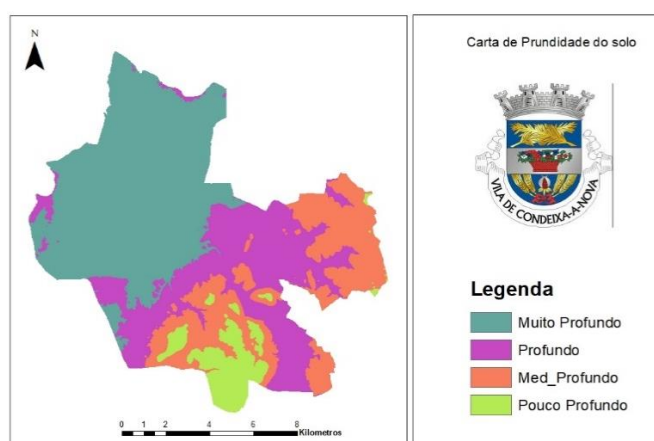 N
0 1 2 4 6 8
Kilometros
Carta de Prundidade do solo
VILA DE CONDEIXA-A-NOVA
Legenda
Muito Profundo
Profundo
Med_Profundo
Pouco Profundo